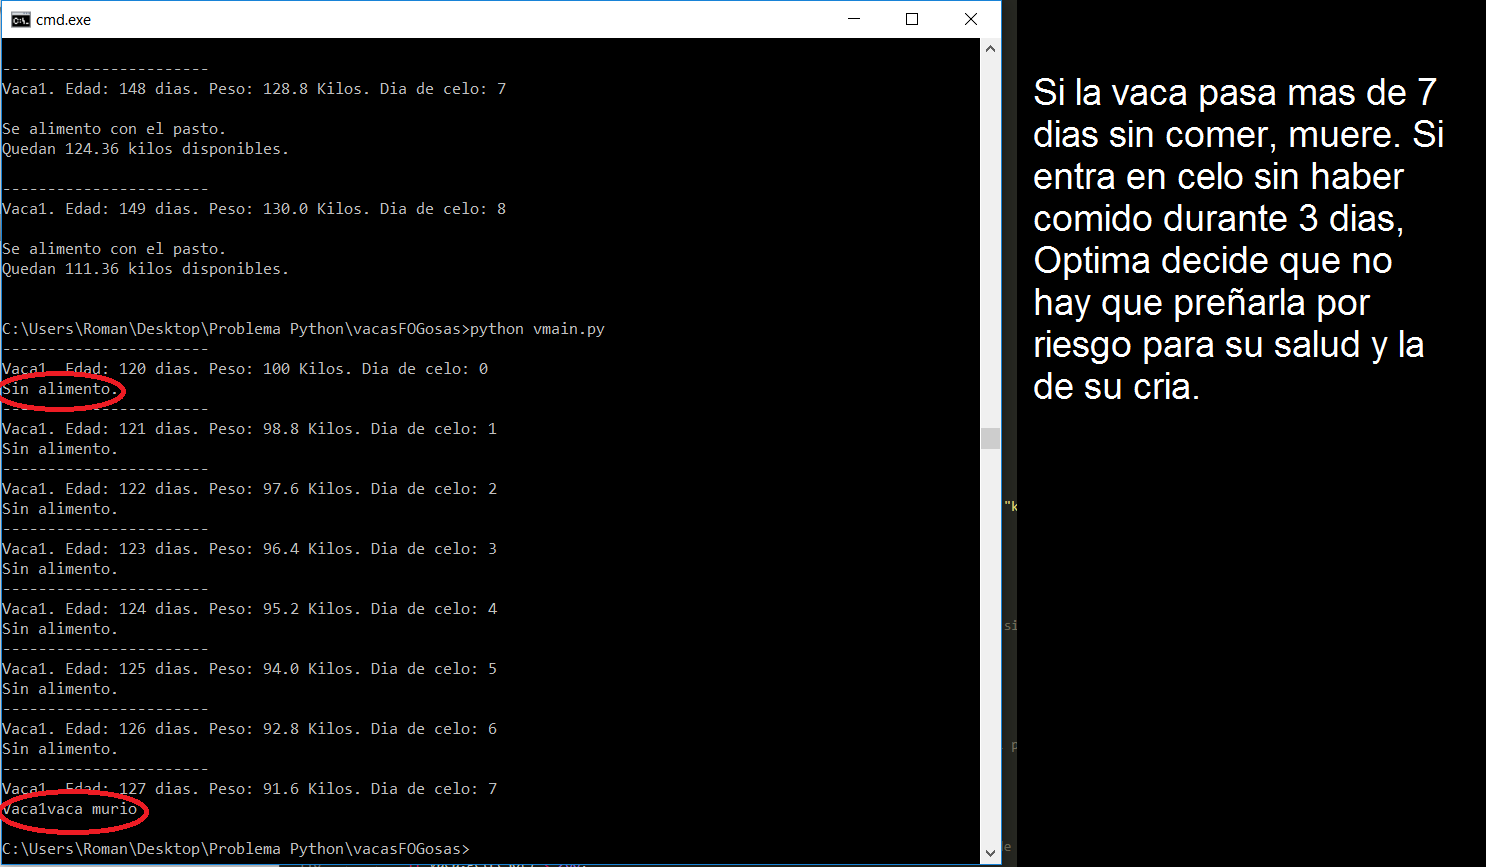 cmd.exe
-----------------------
Vaca1. Edad: 148 dias. Peso: 128.8 Kilos. Dia de celo: 7
Se alimento con el pasto.
Quedan 124.36 kilos disponibles.
-----------------------
Vaca1. Edad: 149 dias. Peso: 130.0 Kilos. Dia de celo: 8
Se alimento con el pasto.
Quedan 111.36 kilos disponibles.
C:\Users\Roman\Desktop\Problema Python\vacasFOGosas>python vmain.py
-----------------------
Vaca1. Edad: 120 dias. Peso: 100 Kilos. Dia de celo: 0
Sin alimento.
-----------------------
Vaca1. Edad: 121 dias. Peso: 98.8 Kilos. Dia de celo: 1
Sin alimento.
-----------------------
Vaca1. Edad: 122 dias. Peso: 97.6 Kilos. Dia de celo: 2
Sin alimento.
-----------------------
Vaca1. Edad: 123 dias. Peso: 96.4 Kilos. Dia de celo: 3
Sin alimento.
-----------------------
Vaca1. Edad: 124 dias. Peso: 95.2 Kilos. Dia de celo: 4
Sin alimento.
-----------------------
Vaca1. Edad: 125 dias. Peso: 94.0 Kilos. Dia de celo: 5
Sin alimento.
-----------------------
Vaca1. Edad: 126 dias. Peso: 92.8 Kilos. Dia de celo: 6
Sin alimento.
-----------------------
Vaca1. Edad: 127 dias. Peso: 91.6 Kilos. Dia de celo: 7
Vaca1vaca murio
C:\Users\Roman\Desktop\Problema Python\vacasFOGosas>
Si la vaca pasa mas de 7
dias sin comer, muere. Si
entra en celo sin haber
comido durante 3 dias,
Optima decide que no
hay que preñarla por
riesgo para su salud y la
de su cria.